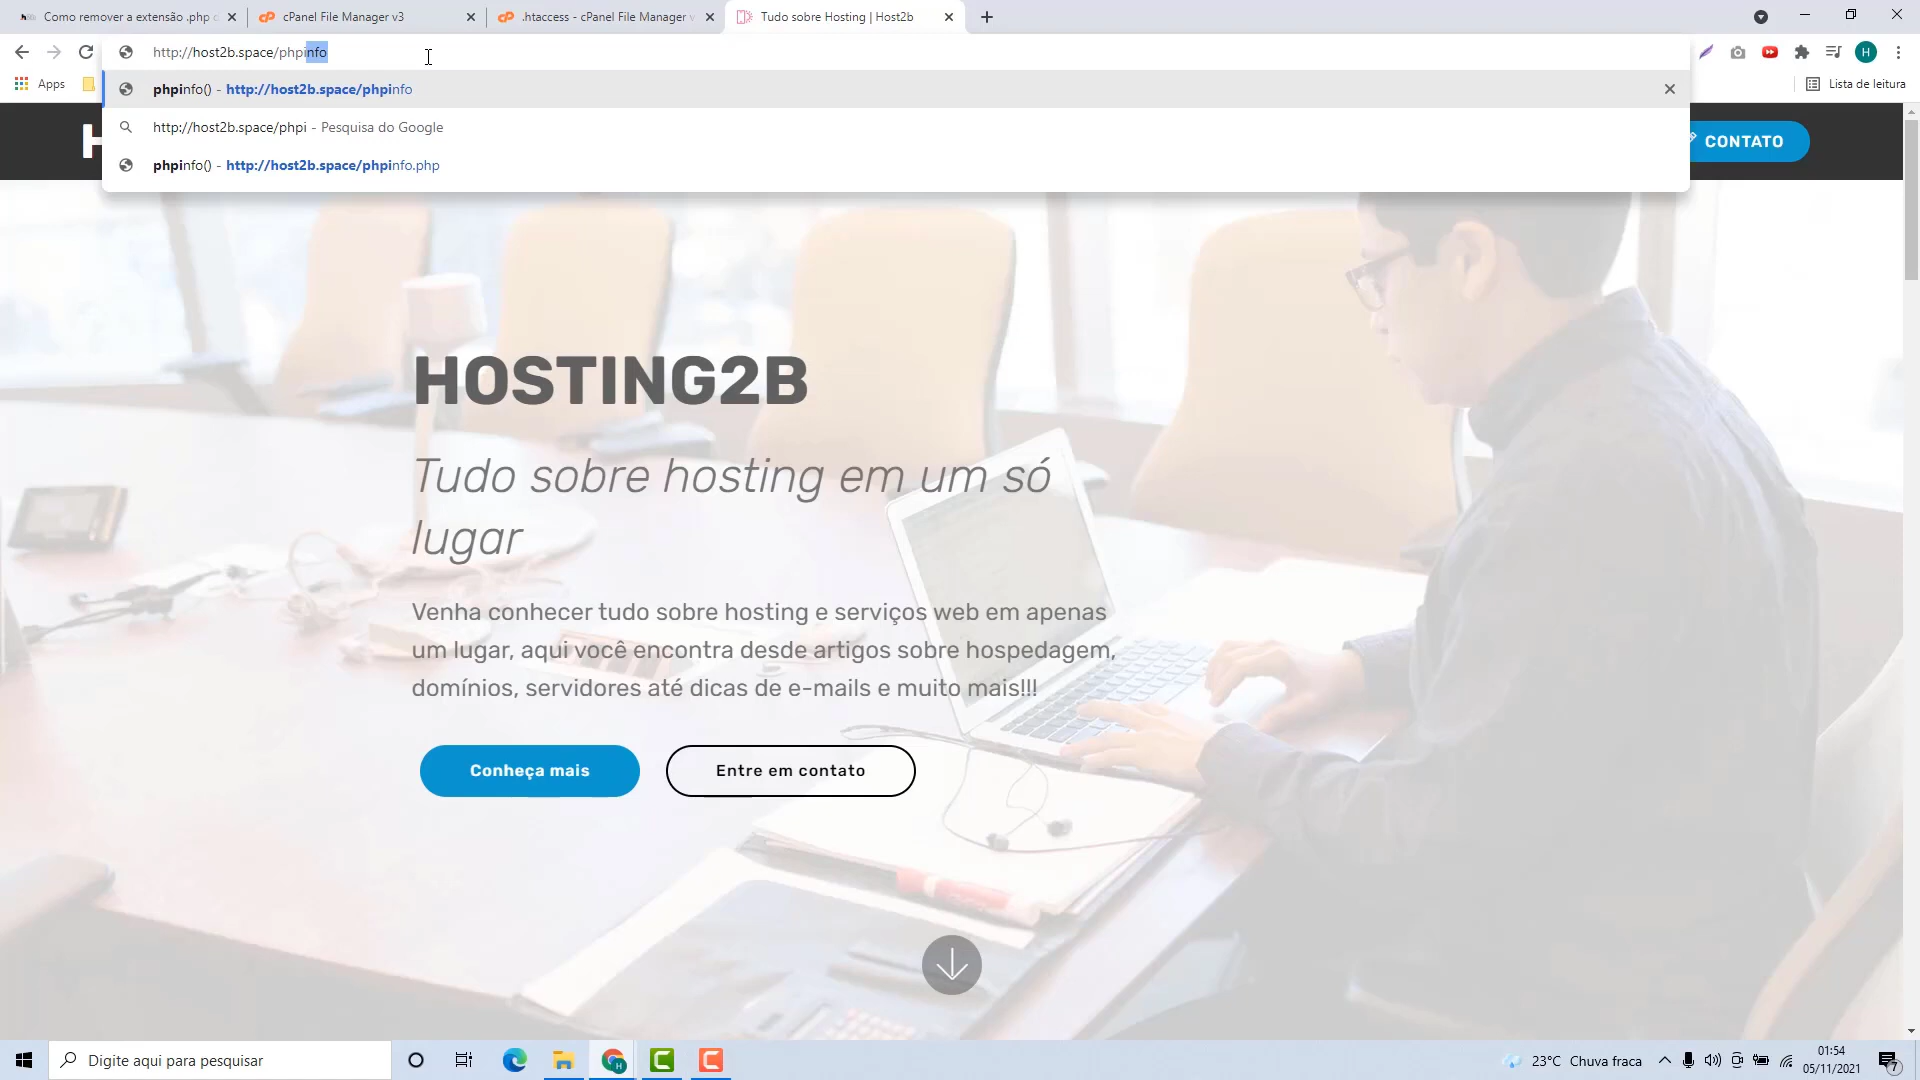 Como remover a extensão .php
cPanel File Manager v3
.htaccess - cPanel File Manager v
Tudo sobre Hosting | Host2b
http://host2b.space/phpinfo
H
phpinfo() - http://host2b.space/phpinfo
http://host2b.space/phpi - Pesquisa do Google
phpinfo() - http://host2b.space/phpinfo.php
Apps
Lista de leitura
H
CONTATO
HOSTING2B
Tudo sobre hosting em um só
lugar
Venha conhecer tudo sobre hosting e serviços web em apenas
um lugar, aqui você encontra desde artigos sobre hospedagem,
domínios, servidores até dicas de e-mails e muito mais!!!
Conheça mais
Entre em contato
Digite aqui para pesquisar
23°C Chuva fraca
01:54
05/11/2021
7